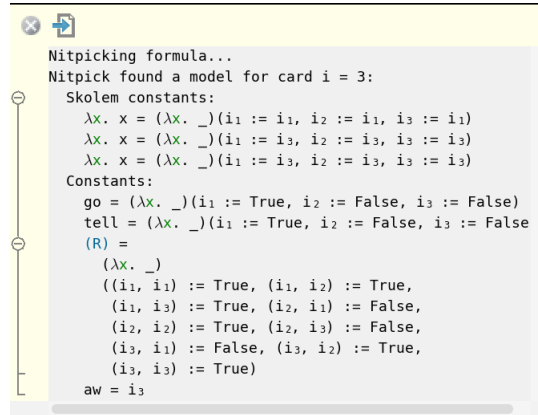 Nitpicking formula...
Nitpick found a model for card i = 3:
Skolem constants:
λx. x = (λx. _)(i₁ := i₁, i₂ := i₁, i₃ := i₁)
λx. x = (λx. _)(i₁ := i₃, i₂ := i₃, i₃ := i₃)
λx. x = (λx. _)(i₁ := i₃, i₂ := i₃, i₃ := i₃)
Constants:
go = (λx. _)(i₁ := True, i₂ := False, i₃ := False)
tell = (λx. _)(i₁ := True, i₂ := False, i₃ := False
(R) =
(λx. _)
((i₁, i₁) := True, (i₁, i₂) := True,
(i₁, i₃) := True, (i₂, i₁) := False,
(i₂, i₂) := True, (i₂, i₃) := False,
(i₃, i₁) := False, (i₃, i₂) := True,
(i₃, i₃) := True)
aw = i₃